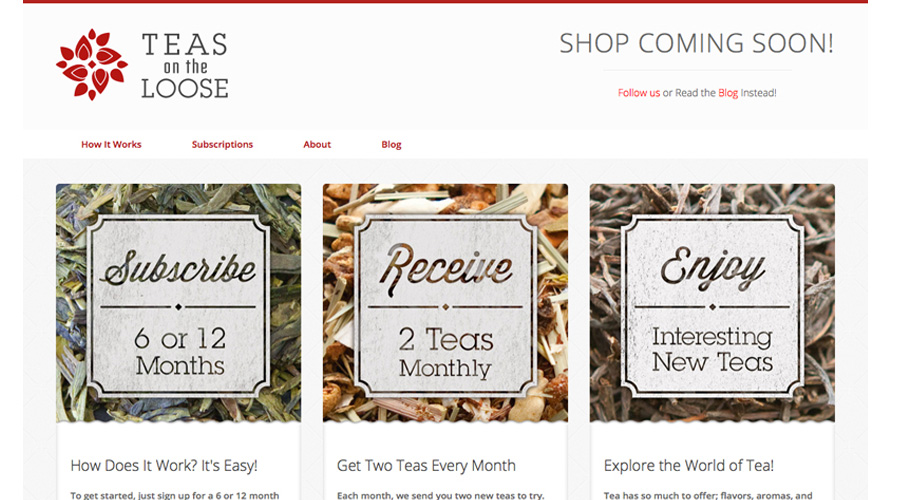 TEAS
on the
LOOSE
SHOP COMING SOON!
Follow us or Read the Blog Instead!
How It Works
Subscriptions
About
Blog
Subscribe
6 or 12
Months
Receive
2 Teas
Monthly
Enjoy
Interesting
New Teas
How Does It Work? It's Easy!
To get started, just sign up for a 6 or 12 month
Get Two Teas Every Month
Each month, we send you two new teas to try.
Explore the World of Tea!
Tea has so much to offer; flavors, aromas, and